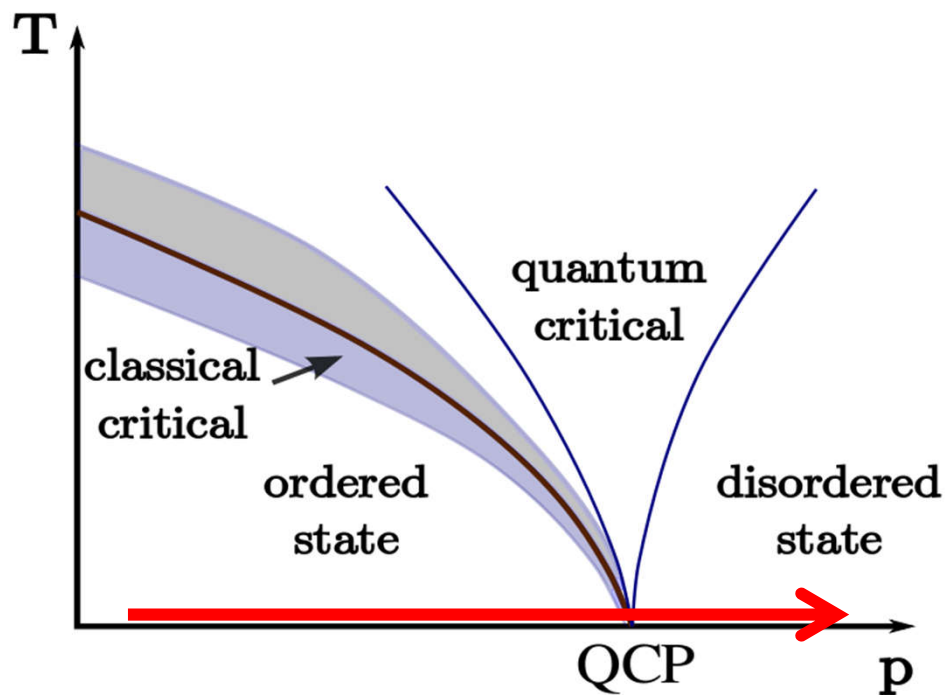 T
quantum
critical
classical
critical
ordered
state
disordered
state
QCP
p